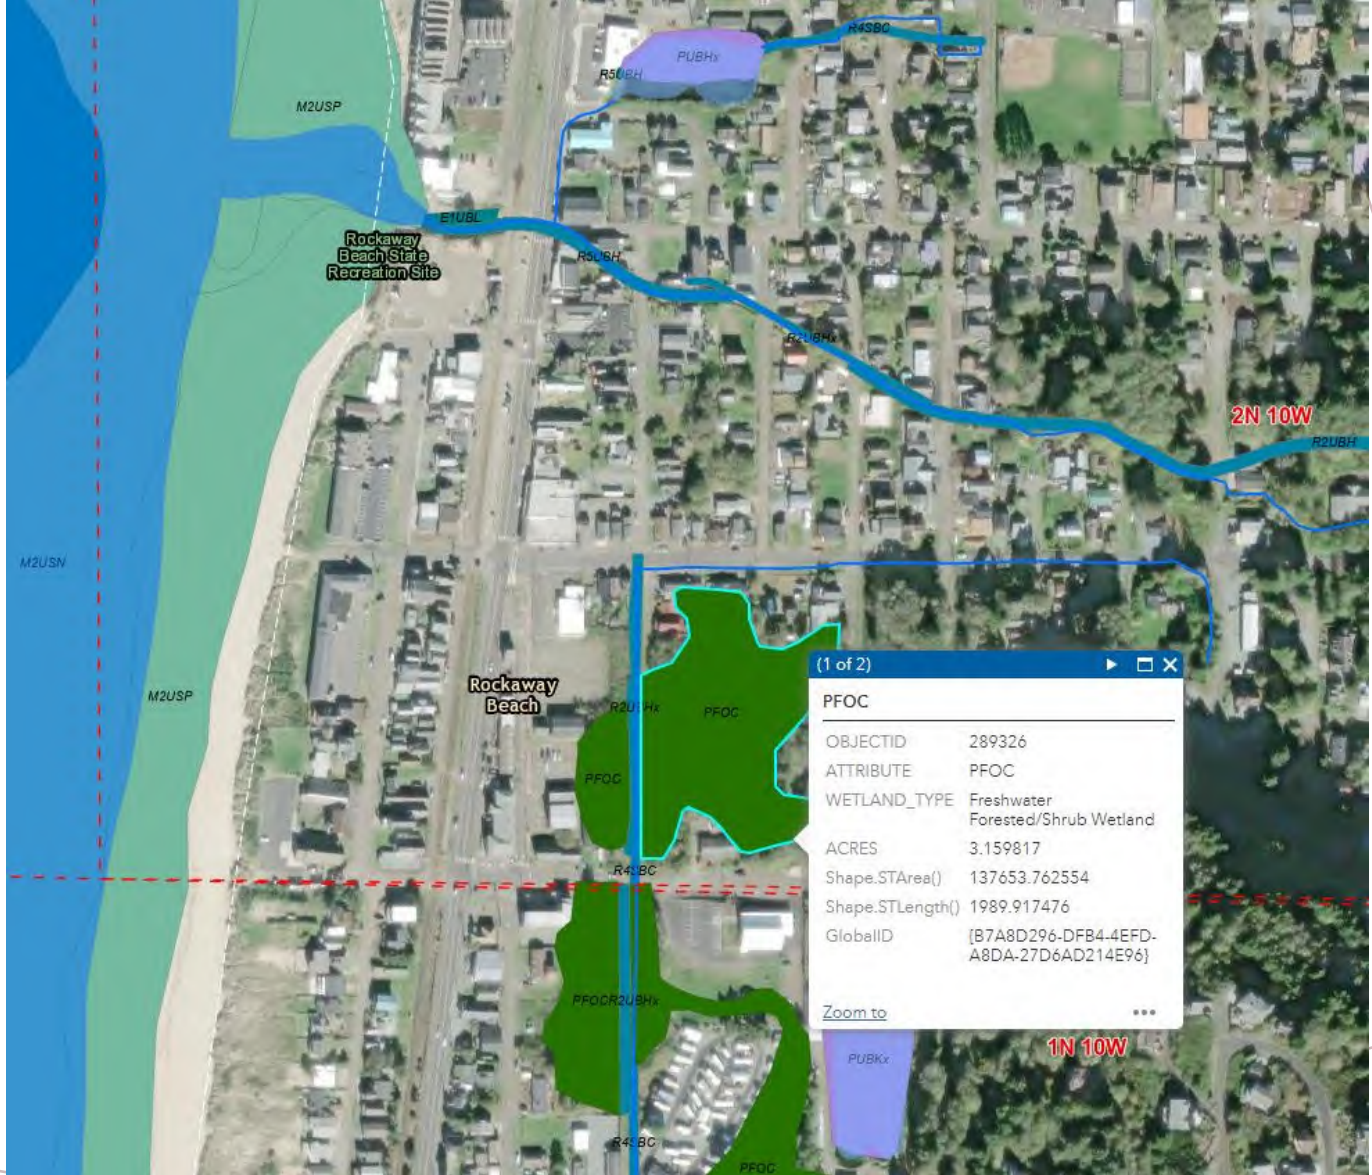 R4SBC
PUBHx
R5UBH
M2USP
E1UBL
Rockaway
Beach State
Recreation Site
R5UBH
R2UBHx
2N 10W
R2UBH
M2USN
(1 of 2)
PFOC
OBJECTID 289326
ATTRIBUTE PFOC
WETLAND_TYPE Freshwater
Forested/Shrub Wetland
ACRES 3.159817
Shape.STArea() 137653.762554
Shape.STLength() 1989.917476
GlobalID {B7A8D296-DFB4-4EFD-
A8DA-27D6AD214E96}
Zoom to
Rockaway
Beach
M2USP
R2UBHx
PFOC
PFOC
R4SBC
PFOCR2UBHx
1N 10W
PUBKx
R4SBC
PFOC